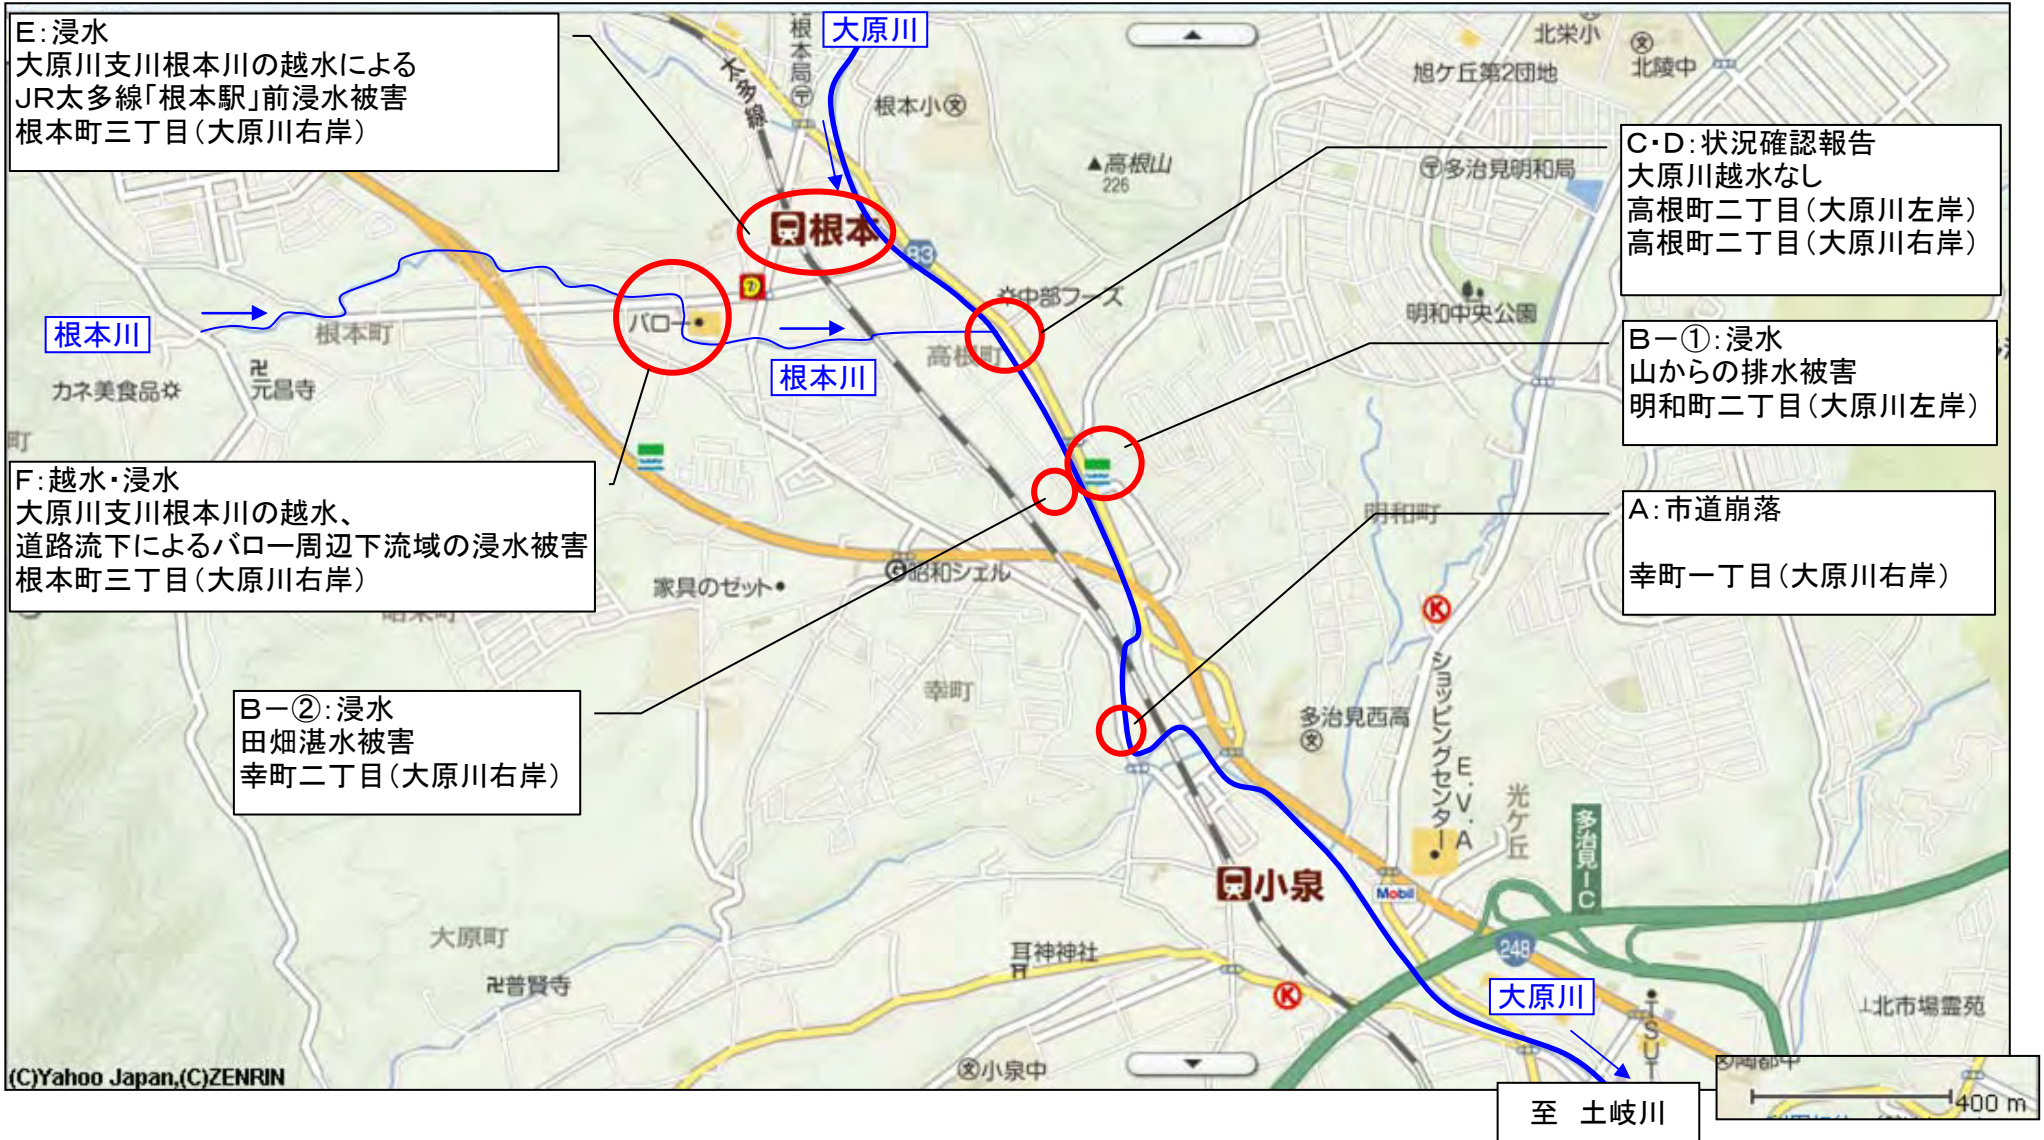 E：浸水
大原川支川根本川の越水による
JR太多線「根本駅」前浸水被害
根本町三丁目（大原川右岸）
大原川
根本局〒
太多線
根本小
▲高根山
226
北栄小
旭ケ丘第2団地
北陵中
〒多治見明和局
C・D：状況確認報告
大原川越水なし
高根町二丁目（大原川左岸）
高根町二丁目（大原川右岸）
根本
83
中部フーズ
明和中央公園
根本川
根本町
バロー
根本川
高根町
カネ美食品
卍
元昌寺
町
B－①：浸水
山からの排水被害
明和町二丁目（大原川左岸）
F：越水・浸水
大原川支川根本川の越水、
道路流下によるバロー周辺下流域の浸水被害
根本町三丁目（大原川右岸）
明和町
A：市道崩落
幸町一丁目（大原川右岸）
昭和シェル
家具のゼット
B－②：浸水
田畑湛水被害
幸町二丁目（大原川右岸）
幸町
多治見西高
ショッピングセンター
E.V.A
光ケ丘
多治見IC
小泉
Mobil
248
大原町
卍普賢寺
耳神神社
大原川
TSUT
北市場霊苑
小泉中
(C)Yahoo Japan,(C)ZENRIN
至　土岐川
400 m